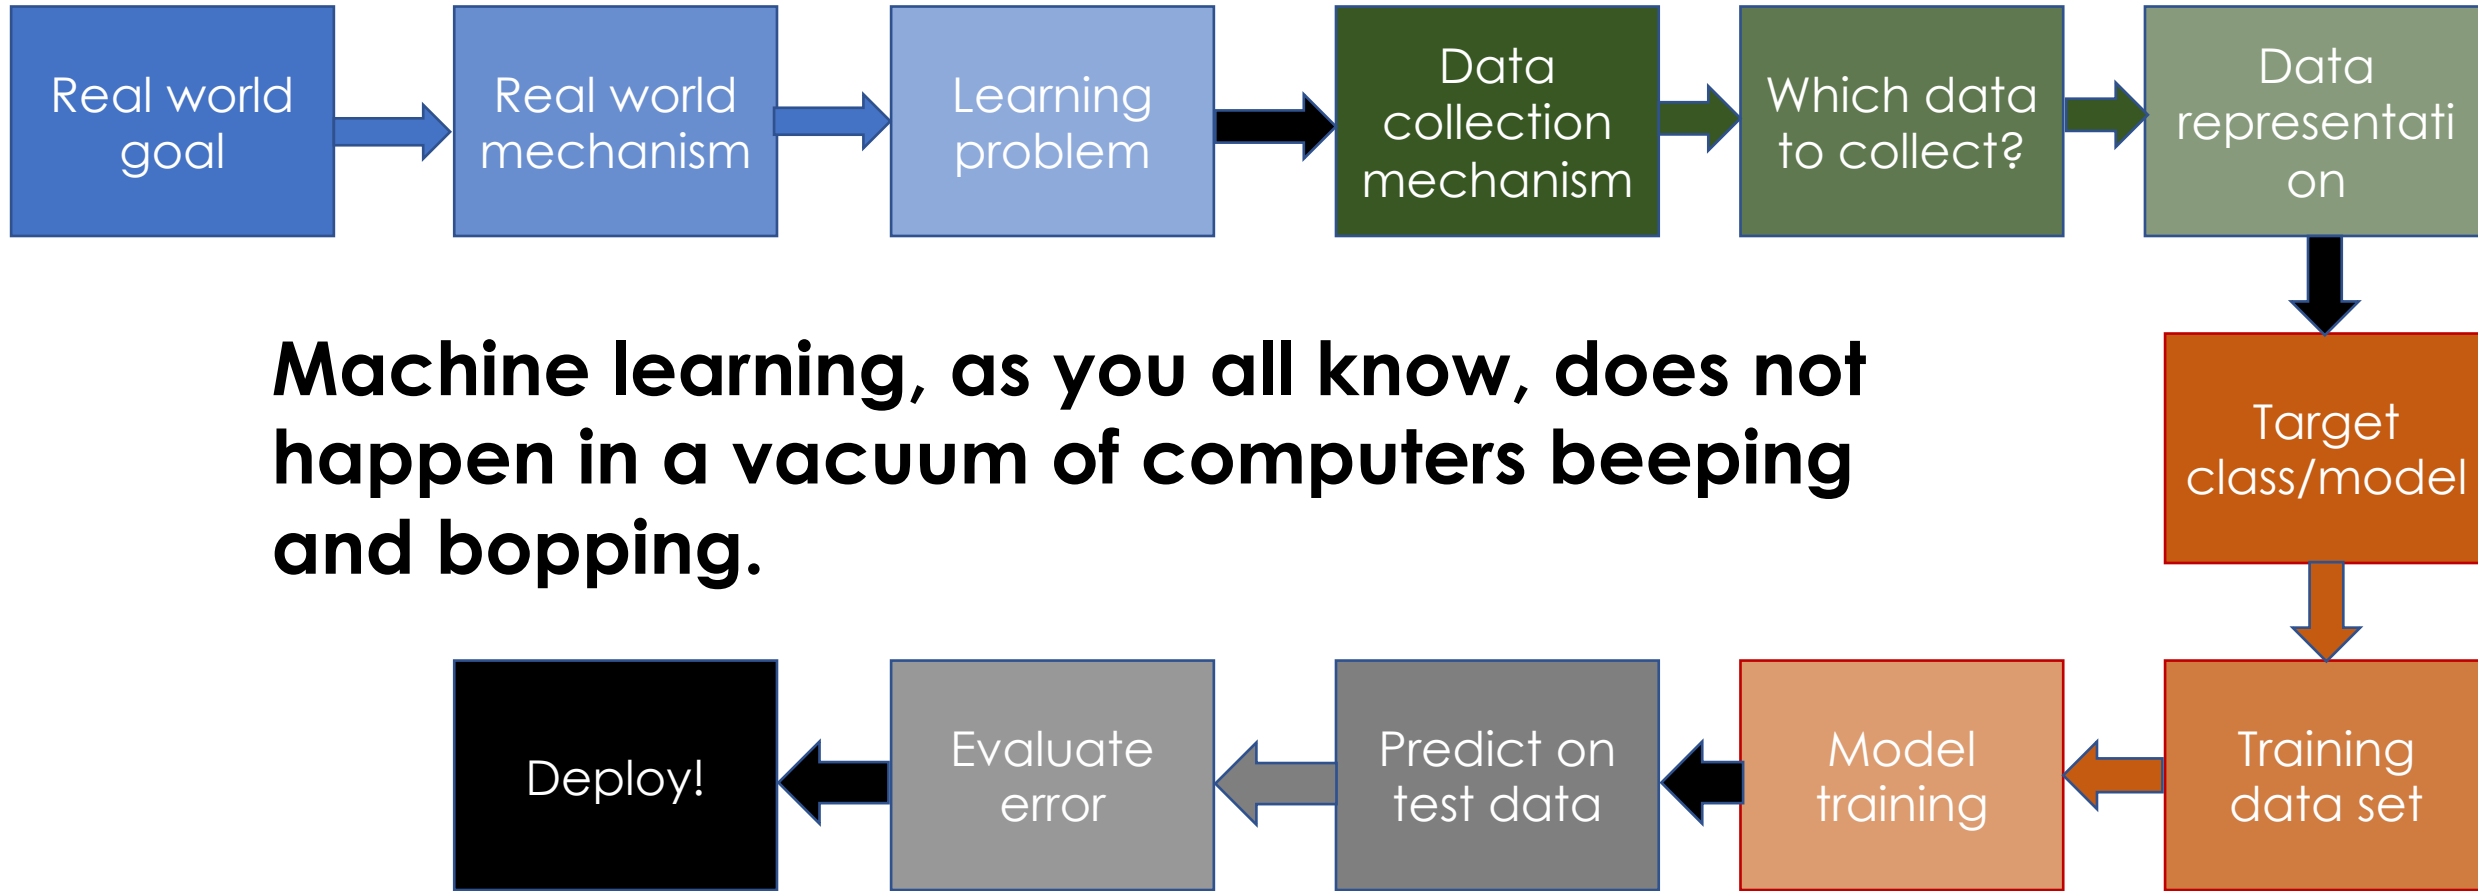 Real world
goal
Real world
mechanism
Learning
problem
Data
collection
mechanism
Which data
to collect?
Data
representati
on
Machine learning, as you all know, does not
happen in a vacuum of computers beeping
and bopping.
Target
class/model
Deploy!
Evaluate
error
Predict on
test data
Model
training
Training
data set